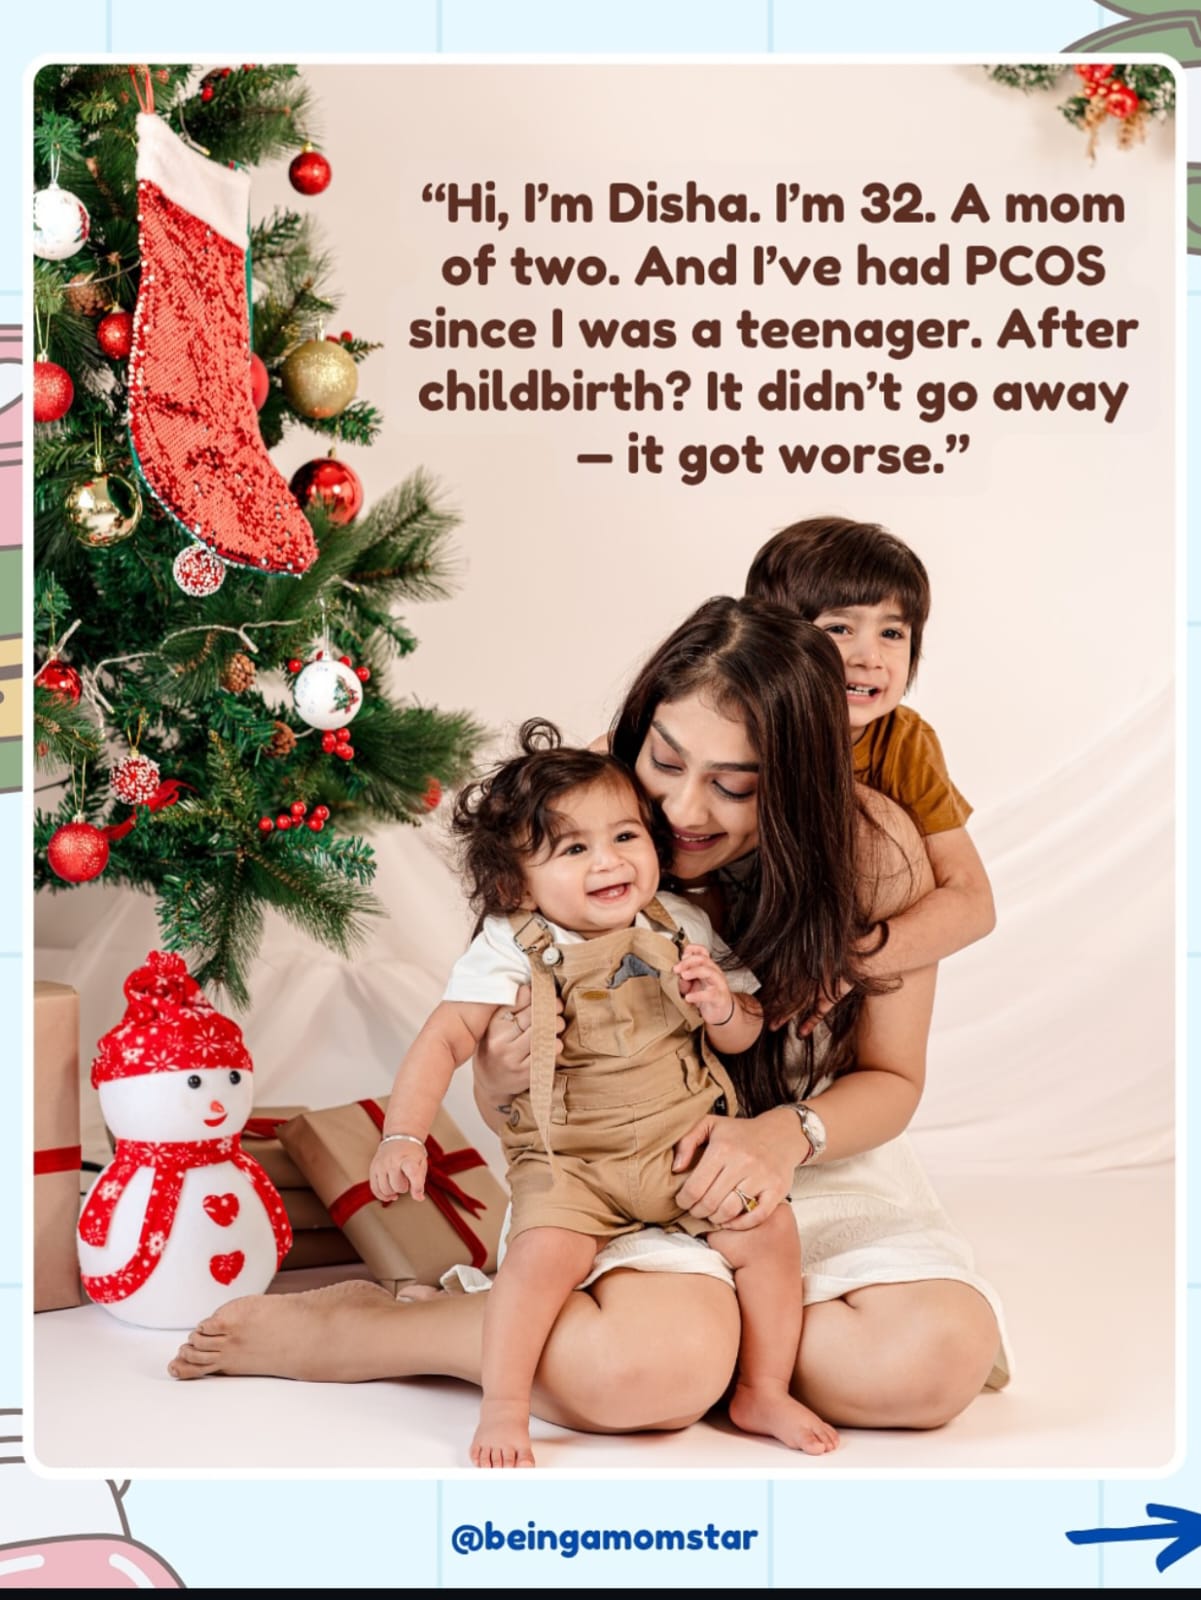 “Hi, I’m Disha. I’m 32. A mom
of two. And I’ve had PCOS
since I was a teenager. After
childbirth? It didn’t go away
– it got worse.”
@beingamomstar